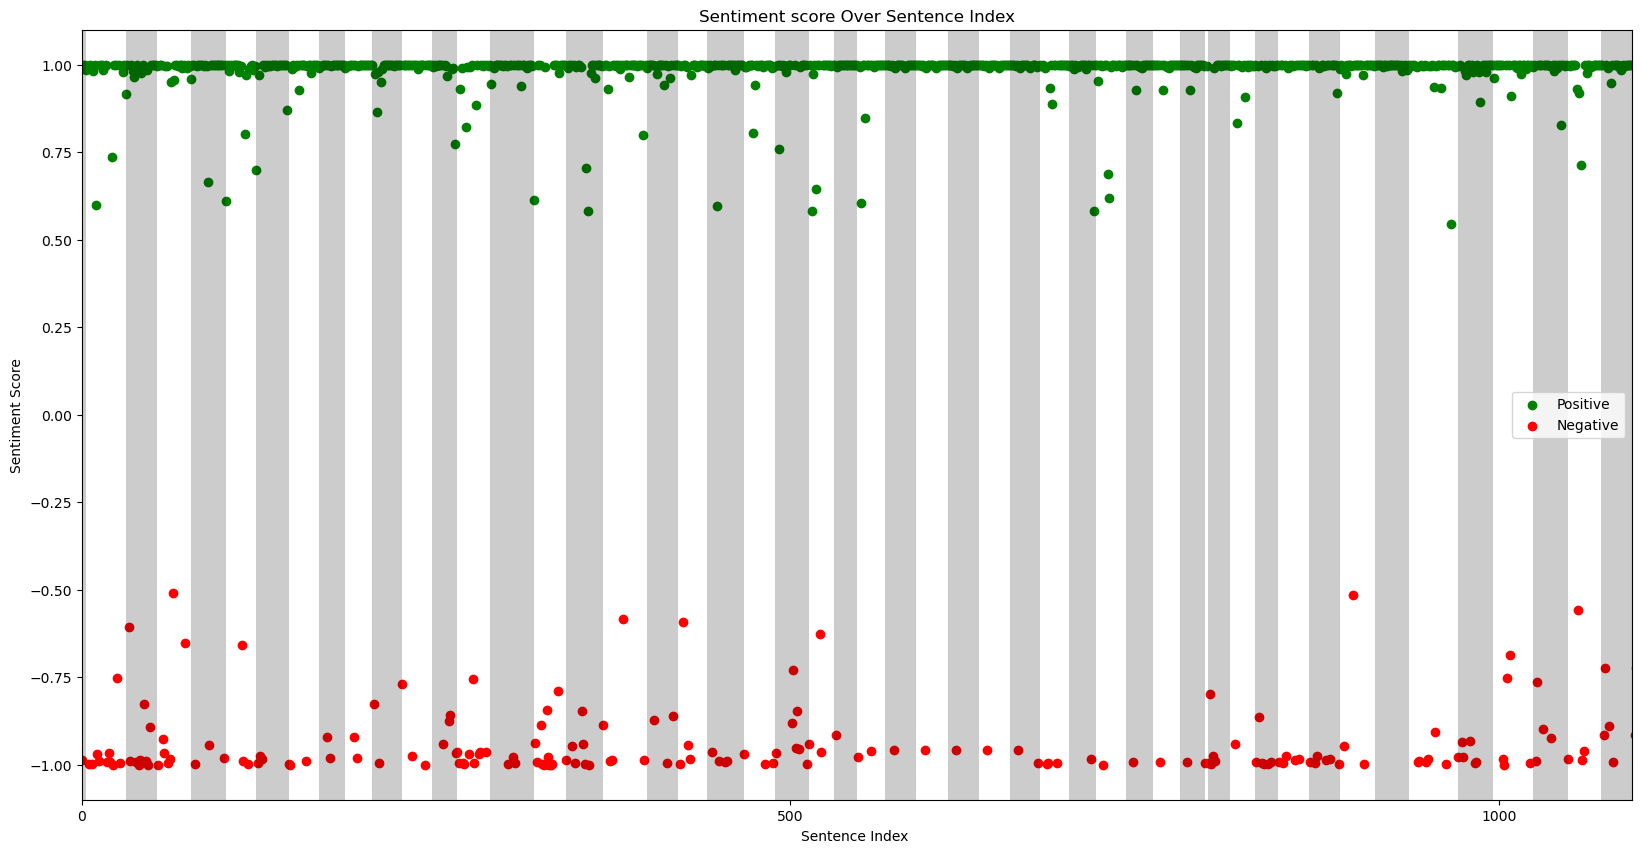 Sentiment score Over Sentence Index
1.00
0.75
0.50
0.25
0.00
−0.25
−0.50
−0.75
−1.00
Sentiment Score
Positive
Negative
0
500
1000
Sentence Index